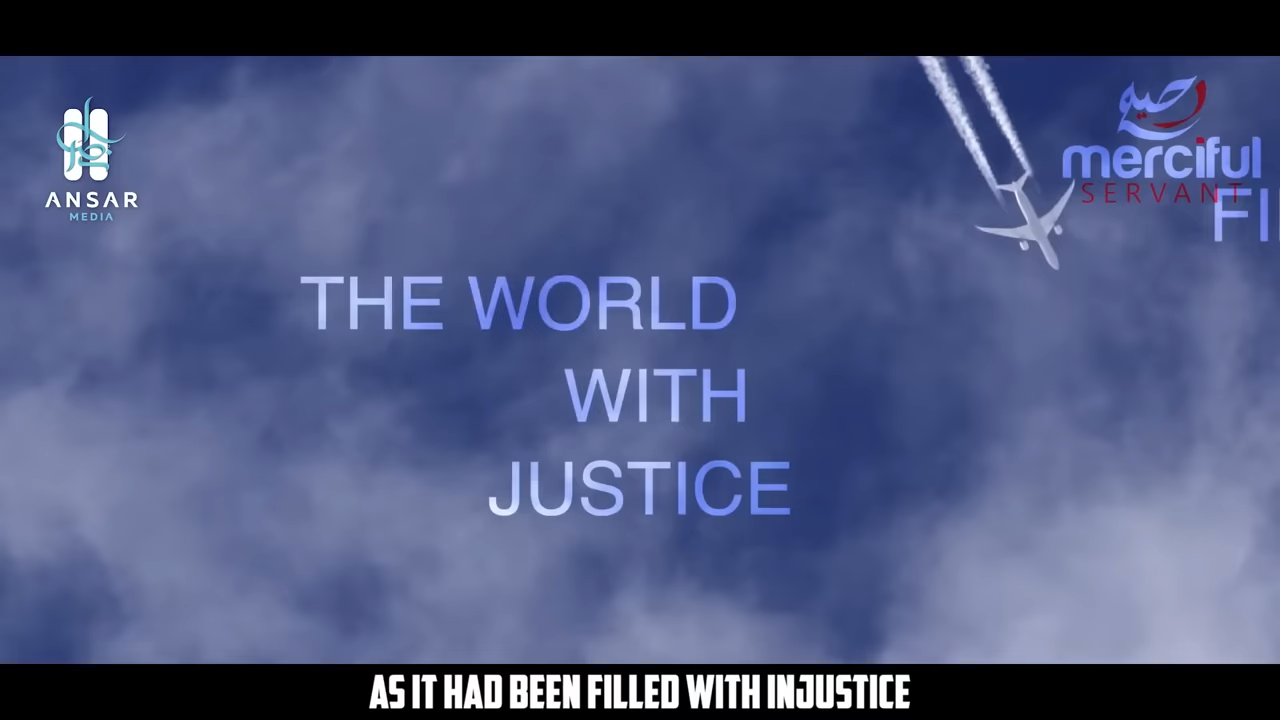 ANSAR
MEDIA
merciful
SERVANT
THE WORLD
WITH
JUSTICE
AS IT HAD BEEN FILLED WITH INJUSTICE